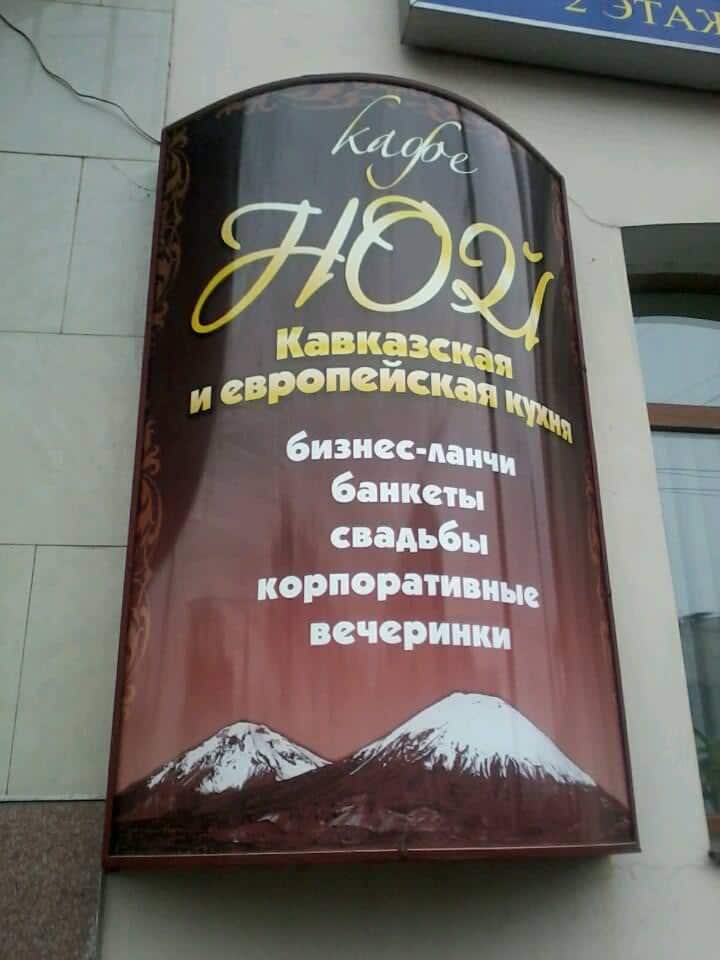 2 ЭТАЖ
кафе
НОЙ
Кавказская
и европейская кухня
бизнес-ланчи
банкеты
свадьбы
корпоративные
вечеринки